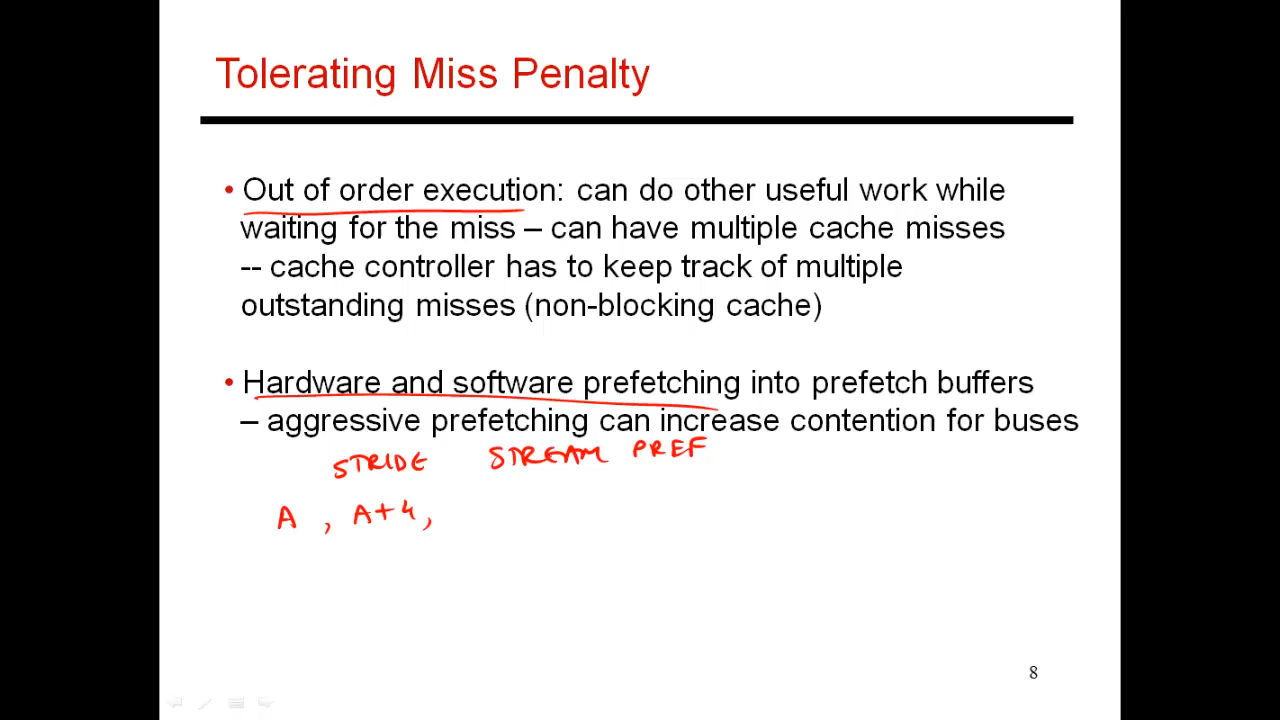 Tolerating Miss Penalty
• Out of order execution: can do other useful work while
waiting for the miss – can have multiple cache misses
-- cache controller has to keep track of multiple
outstanding misses (non-blocking cache)
• Hardware and software prefetching into prefetch buffers
– aggressive prefetching can increase contention for buses
STRIDE STREAM PREF
A , A+4,
8